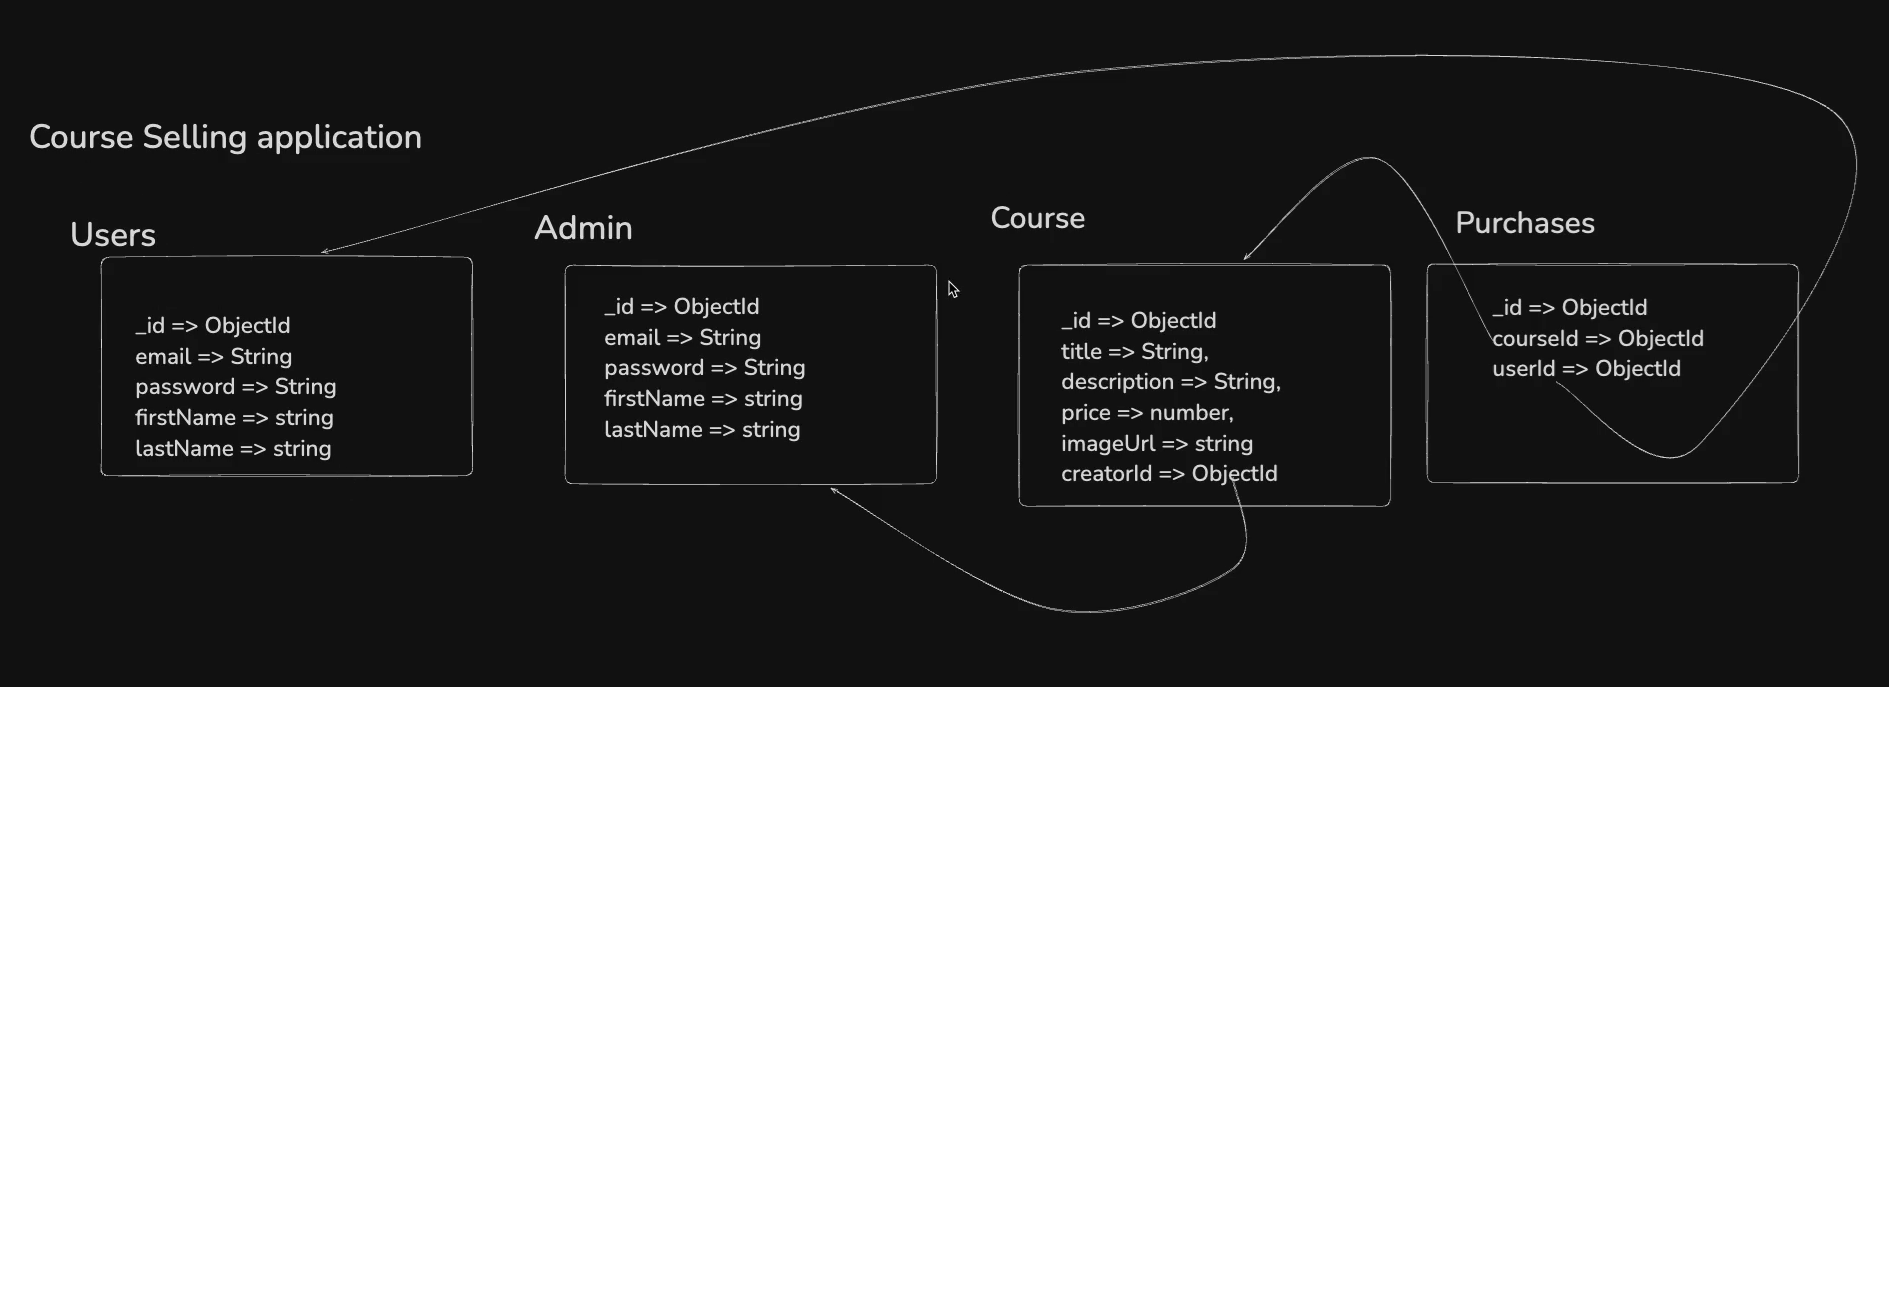 Course Selling application
Users
_id => ObjectId
email => String
password => String
firstName => string
lastName => string
Admin
_id => ObjectId
email => String
password => String
firstName => string
lastName => string
Course
_id => ObjectId
title => String,
description => String,
price => number,
imageUrl => string
creatorId => ObjectId
Purchases
_id => ObjectId
courseId => ObjectId
userId => ObjectId